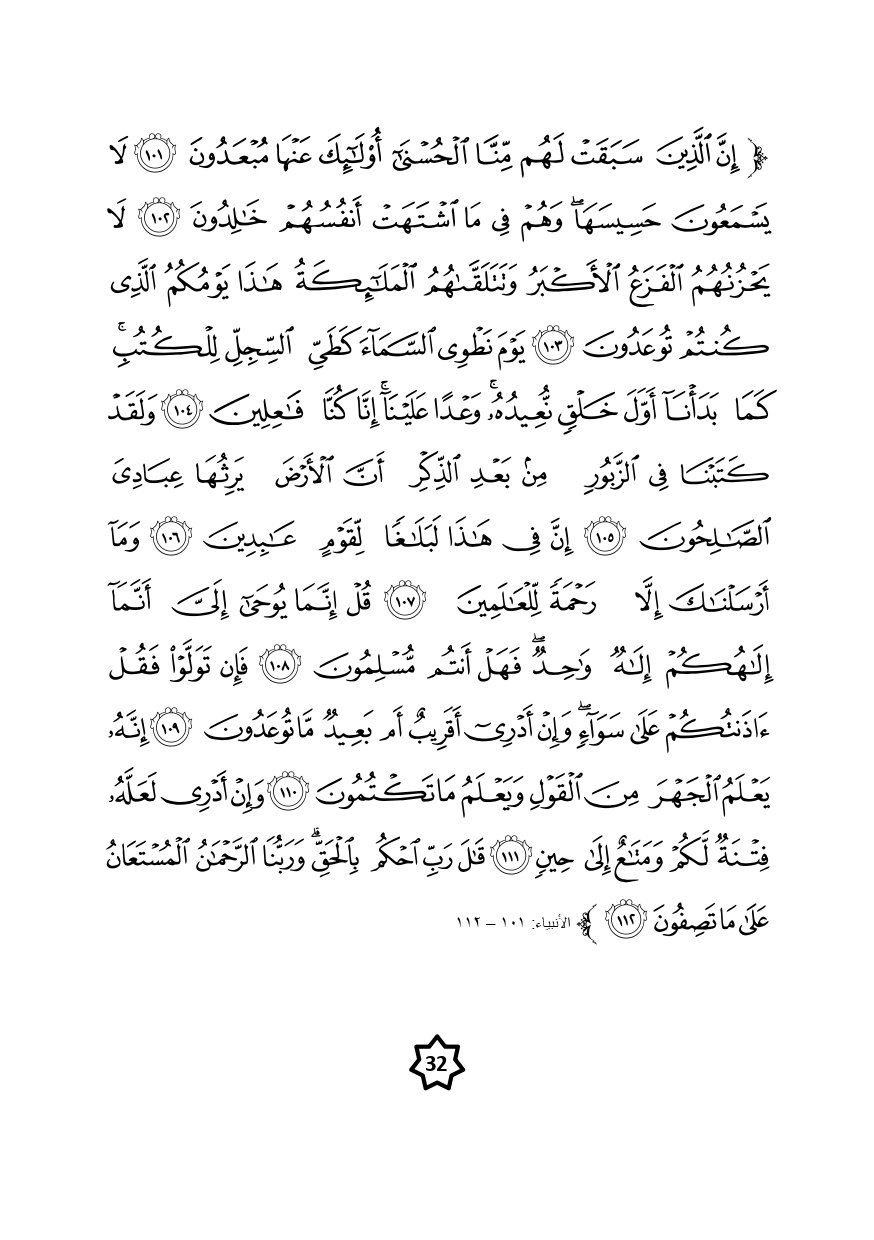 ﴿ إِنَّ ٱلَّذِينَ سَبَقَتۡ لَهُم مِّنَّا ٱلۡحُسۡنَىٰٓ أُوْلَٰٓئِكَ عَنۡهَا مُبۡعَدُونَ ١٠١ لَا
يَسۡمَعُونَ حَسِيسَهَاۖ وَهُمۡ فِي مَا ٱشۡتَهَتۡ أَنفُسُهُمۡ خَٰلِدُونَ ١٠٢ لَا
يَحۡزُنُهُمُ ٱلۡفَزَعُ ٱلۡأَكۡبَرُ وَتَتَلَقَّىٰهُمُ ٱلۡمَلَٰٓئِكَةُ هَٰذَا يَوۡمُكُمُ ٱلَّذِي
كُنتُمۡ تُوعَدُونَ ١٠٣ يَوۡمَ نَطۡوِي ٱلسَّمَآءَ كَطَيِّ ٱلسِّجِلِّ لِلۡكُتُبِۚ
كَمَا بَدَأۡنَآ أَوَّلَ خَلۡقٖ نُّعِيدُهُۥۚ وَعۡدًا عَلَيۡنَآۚ إِنَّا كُنَّا فَٰعِلِينَ ١٠٤ وَلَقَدۡ
كَتَبۡنَا فِي ٱلزَّبُورِ مِنۢ بَعۡدِ ٱلذِّكۡرِ أَنَّ ٱلۡأَرۡضَ يَرِثُهَا عِبَادِيَ
ٱلصَّٰلِحُونَ ١٠٥ إِنَّ فِي هَٰذَا لَبَلَٰغٗا لِّقَوۡمٍ عَٰبِدِينَ ١٠٦ وَمَآ
أَرۡسَلۡنَٰكَ إِلَّا رَحۡمَةٗ لِّلۡعَٰلَمِينَ ١٠٧ قُلۡ إِنَّمَا يُوحَىٰٓ إِلَيَّ أَنَّمَآ
إِلَٰهُكُمۡ إِلَٰهٞ وَٰحِدٞۖ فَهَلۡ أَنتُم مُّسۡلِمُونَ ١٠٨ فَإِن تَوَلَّوۡاْ فَقُلۡ
ءَاذَنتُكُمۡ عَلَىٰ سَوَآءٖۖ وَإِنۡ أَدۡرِيٓ أَقَرِيبٌ أَم بَعِيدٞ مَّا تُوعَدُونَ ١٠٩ إِنَّهُۥ
يَعۡلَمُ ٱلۡجَهۡرَ مِنَ ٱلۡقَوۡلِ وَيَعۡلَمُ مَا تَكۡتُمُونَ ١١٠ وَإِنۡ أَدۡرِي لَعَلَّهُۥ
فِتۡنَةٞ لَّكُمۡ وَمَتَٰعٌ إِلَىٰ حِينٖ ١١١ قَٰلَ رَبِّ ٱحۡكُم بِٱلۡحَقِّۗ وَرَبُّنَا ٱلرَّحۡمَٰنُ ٱلۡمُسۡتَعَانُ
عَلَىٰ مَا تَصِفُونَ ١١٢ ﴾ الأنبياء: ١٠١ – ١١٢
32